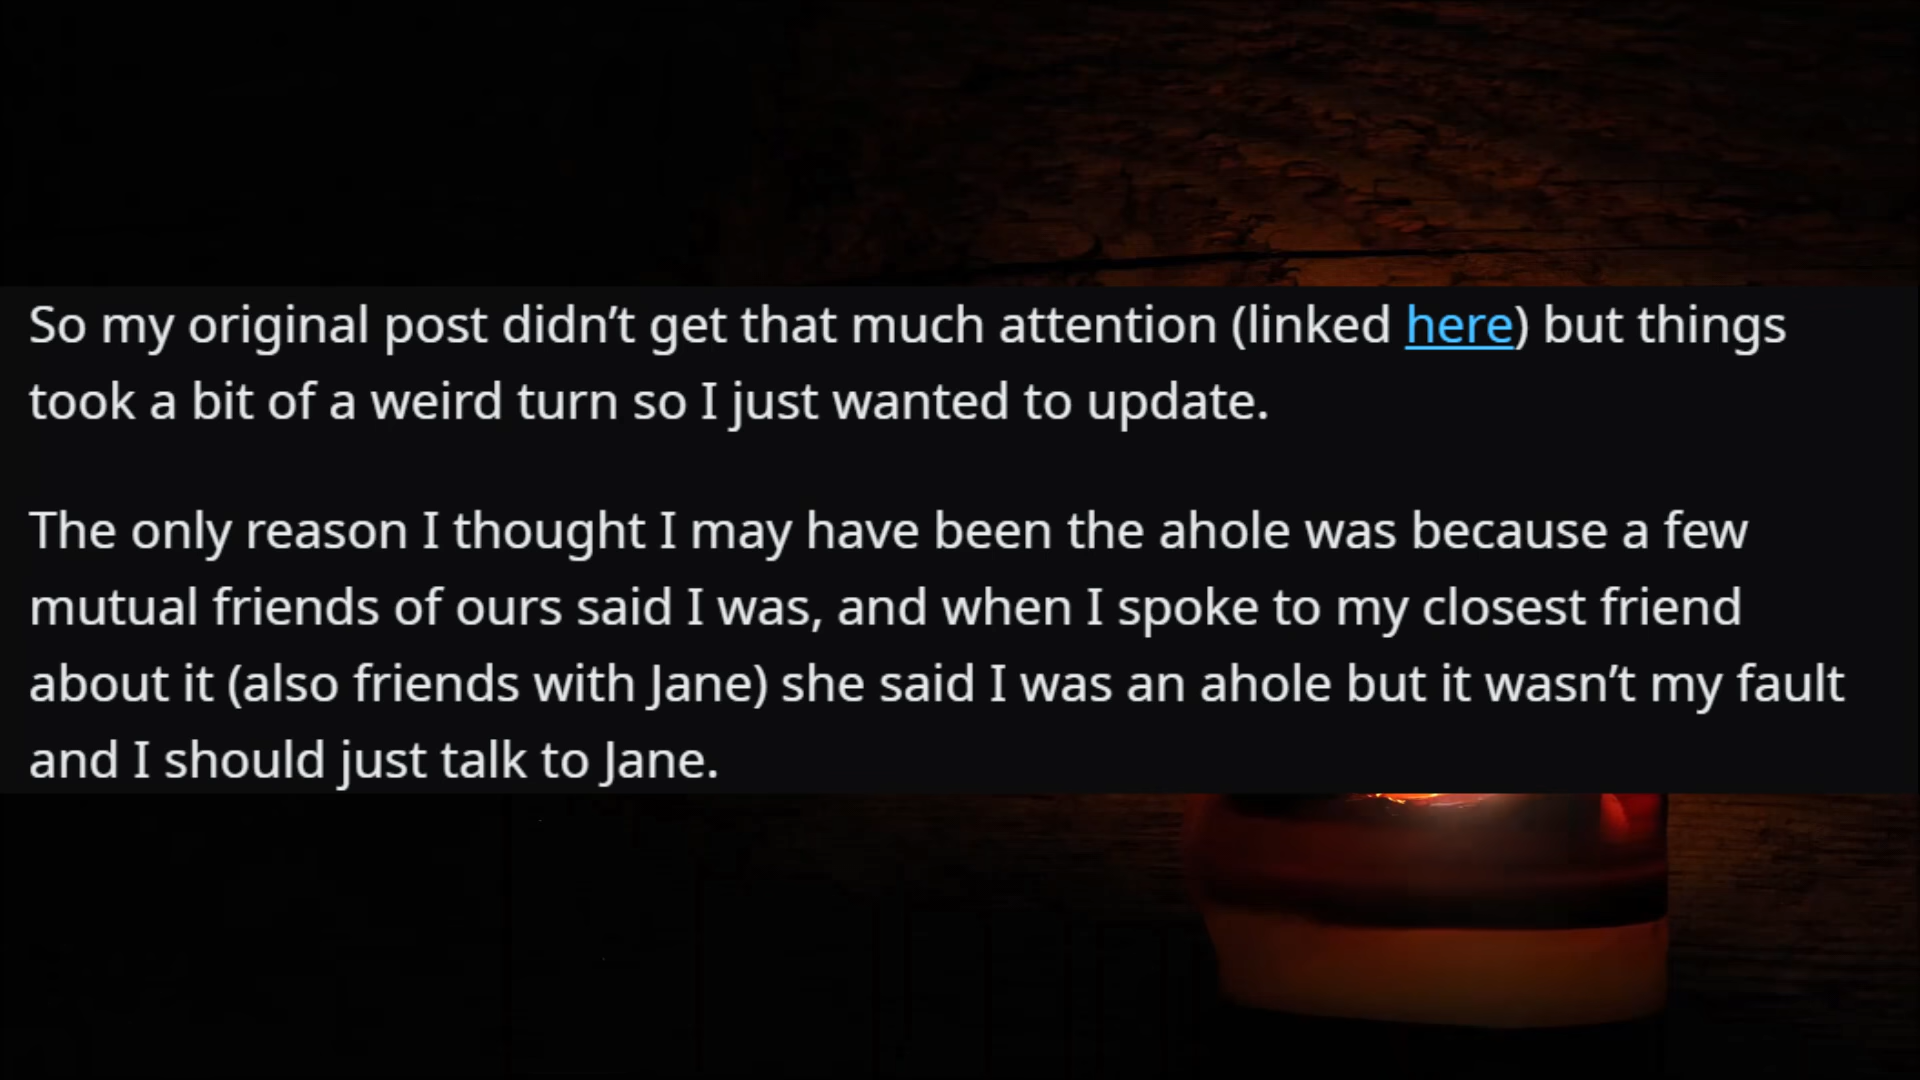 So my original post didn’t get that much attention (linked here) but things
took a bit of a weird turn so I just wanted to update.
The only reason I thought I may have been the ahole was because a few
mutual friends of ours said I was, and when I spoke to my closest friend
about it (also friends with Jane) she said I was an ahole but it wasn’t my fault
and I should just talk to Jane.